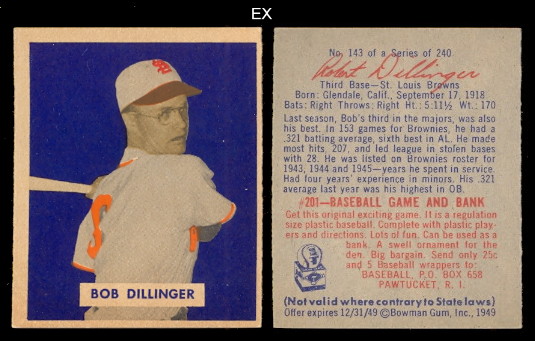 EX
StL
S
BOB DILLINGER
No. 143 of a Series of 240
Robert Dillinger
Third Base—St. Louis Browns
Born: Glendale, Calif., September 17, 1918
Bats: Right Throws: Right Ht.: 5:11½ Wt.: 170
Last season, Bob's third in the majors, was also
his best. In 153 games for Brownies, he had a
.321 batting average, sixth best in AL. He made
most hits, 207, and led league in stolen bases
with 28. He was listed on Brownies roster for
1943, 1944 and 1945—years he spent in service.
Had four years' experience in minors. His .321
average last year was his highest in OB.
#201—BASEBALL GAME AND BANK
Get this original exciting game. It is a regulation
size plastic baseball. Complete with plastic play-
ers and directions. Lots of fun. Can be used as a
bank. A swell ornament for the
den. Big bargain. Send only 25c
and 5 Baseball wrappers to:
BASEBALL, P.O. BOX 658
PAWTUCKET, R. I.
(Not valid where contrary to State laws)
Offer expires 12/31/49 ©Bowman Gum, Inc., 1949